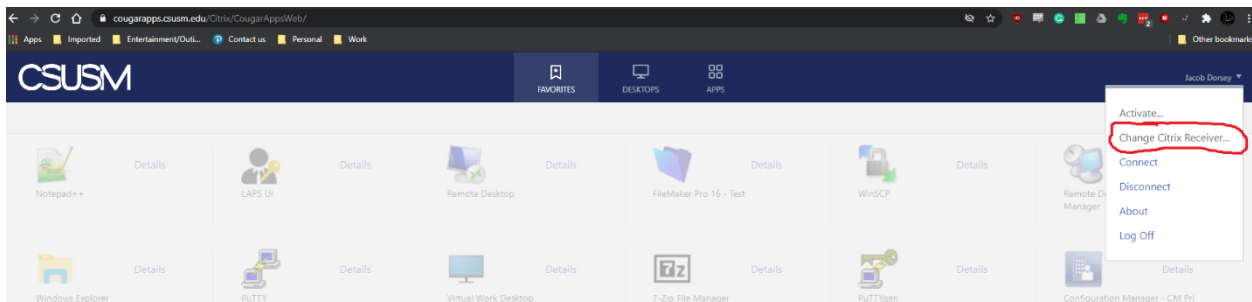 cougarapps.csusm.edu/Citrix/CougarAppsWeb/
Apps Imported Entertainment/Outi... Contact us Personal Work Other bookmarks
CSUSM
FAVORITES DESKTOPS APPS
Jacob Dorsey
Activate...
Change Citrix Receiver...
Connect
Disconnect
About
Log Off
Details Details Details Details Details
Notepad++ LAPS UI Remote Desktop FileMaker Pro 16 - Test WinSCP Remote D
Manager
Details Details Details Details Details Details
7z
Windows Explorer PuTTY Virtual Work Desktop 7-Zip File Manager PuTTYgen Configuration Manager - CM Pri